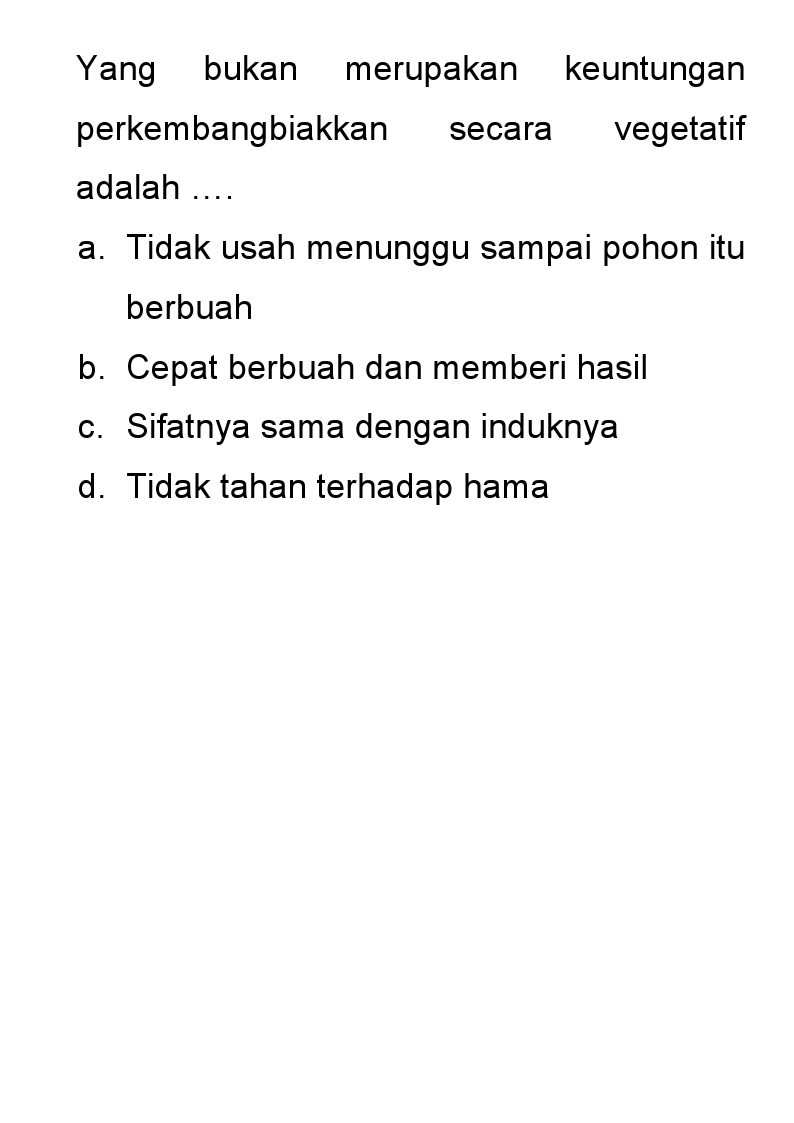 Yang bukan merupakan keuntungan
perkembangbiakkan secara vegetatif
adalah ....
a. Tidak usah menunggu sampai pohon itu
berbuah
b. Cepat berbuah dan memberi hasil
c. Sifatnya sama dengan induknya
d. Tidak tahan terhadap hama